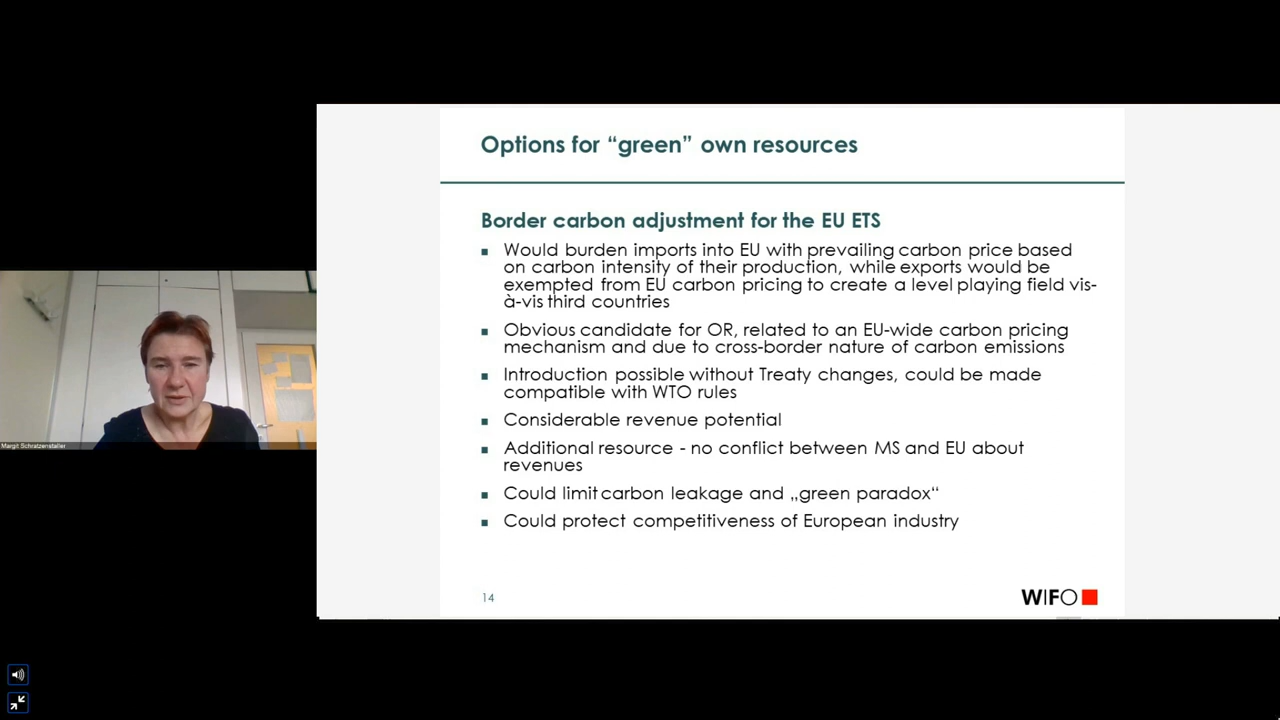 Options for “green” own resources
Border carbon adjustment for the EU ETS
Would burden imports into EU with prevailing carbon price based
on carbon intensity of their production, while exports would be
exempted from EU carbon pricing to create a level playing field vis-
à-vis third countries
Obvious candidate for OR, related to an EU-wide carbon pricing
mechanism and due to cross-border nature of carbon emissions
Introduction possible without Treaty changes, could be made
compatible with WTO rules
Considerable revenue potential
Additional resource - no conflict between MS and EU about
revenues
Could limit carbon leakage and „green paradox“
Could protect competitiveness of European industry
Margit Schratzenstaller
14
WIFO